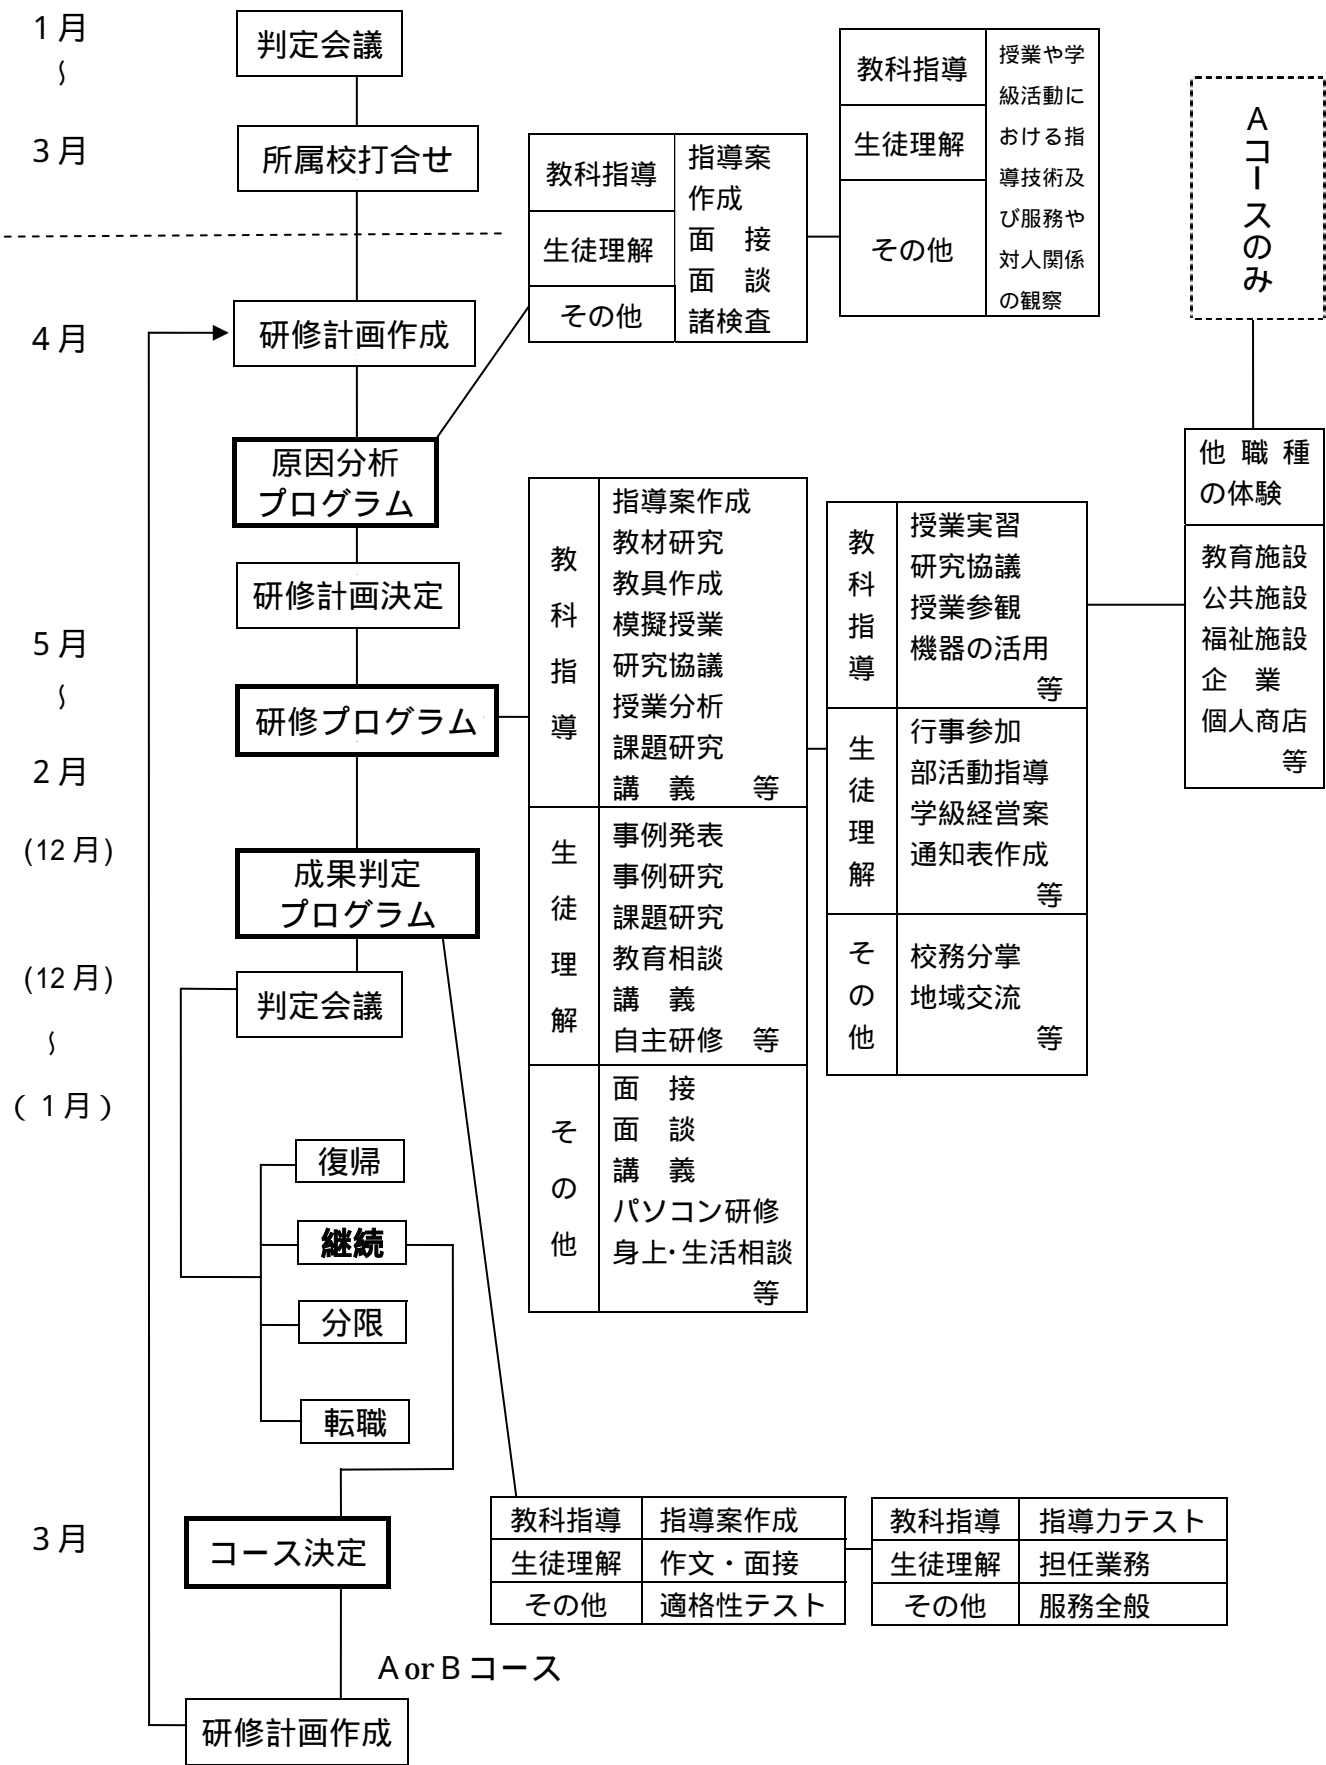 1月
~
3月
4月
5月
~
2月
(12月)
(12月)
~
(1月)
3月
判定会議
所属校打合せ
研修計画作成
原因分析
プログラム
研修計画決定
研修プログラム
成果判定
プログラム
判定会議
復帰
継続
分限
転職
コース決定
A or B コース
研修計画作成
教科指導
生徒理解
その他
指導案
作成
面 接
面 談
諸検査
教科指導
生徒理解
その他
授業や学
級活動に
おける指
導技術及
び服務や
対人関係
の観察
Aコースのみ
他 職 種
の体験
教育施設
公共施設
福祉施設
企 業
個人商店
等
教科指導
指導案作成
教材研究
教具作成
模擬授業
研究協議
授業分析
課題研究
講 義 等
生徒理解
事例発表
事例研究
課題研究
教育相談
講 義
自主研修 等
その他
面 接
面 談
講 義
パソコン研修
身上・生活相談
等
教科指導
授業実習
研究協議
授業参観
機器の活用
等
生徒理解
行事参加
部活動指導
学級経営案
通知表作成
等
その他
校務分掌
地域交流
等
教科指導 指導案作成
生徒理解 作文・面接
その他 適格性テスト
教科指導 指導力テスト
生徒理解 担任業務
その他 服務全般